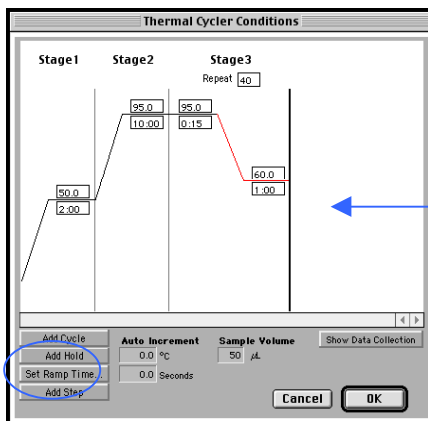 Thermal Cycler Conditions
Stage1 Stage2 Stage3
Repeat 40
95.0 95.0
10:00 0:15
60.0
1:00
50.0
2:00
Add Cycle
Add Hold
Set Ramp Time...
Add Step
Auto Increment
0.0 °C
0.0 Seconds
Sample Volume
50 µL
Show Data Collection
Cancel OK